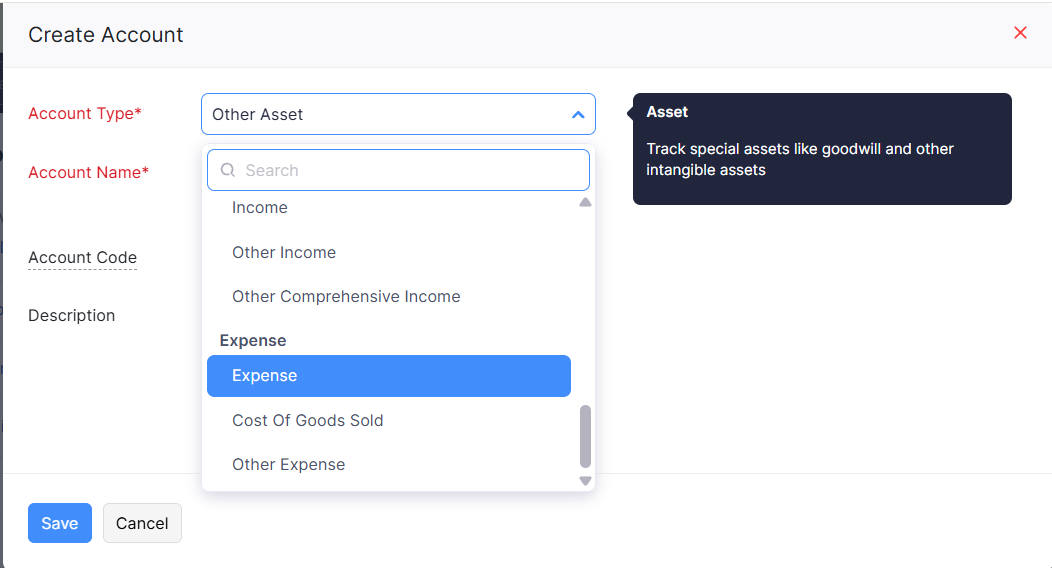 Create Account
Account Type*
Other Asset
Asset
Track special assets like goodwill and other
intangible assets
Account Name*
Search
Income
Other Income
Account Code
Other Comprehensive Income
Description
Expense
Expense
Cost Of Goods Sold
Other Expense
Save
Cancel